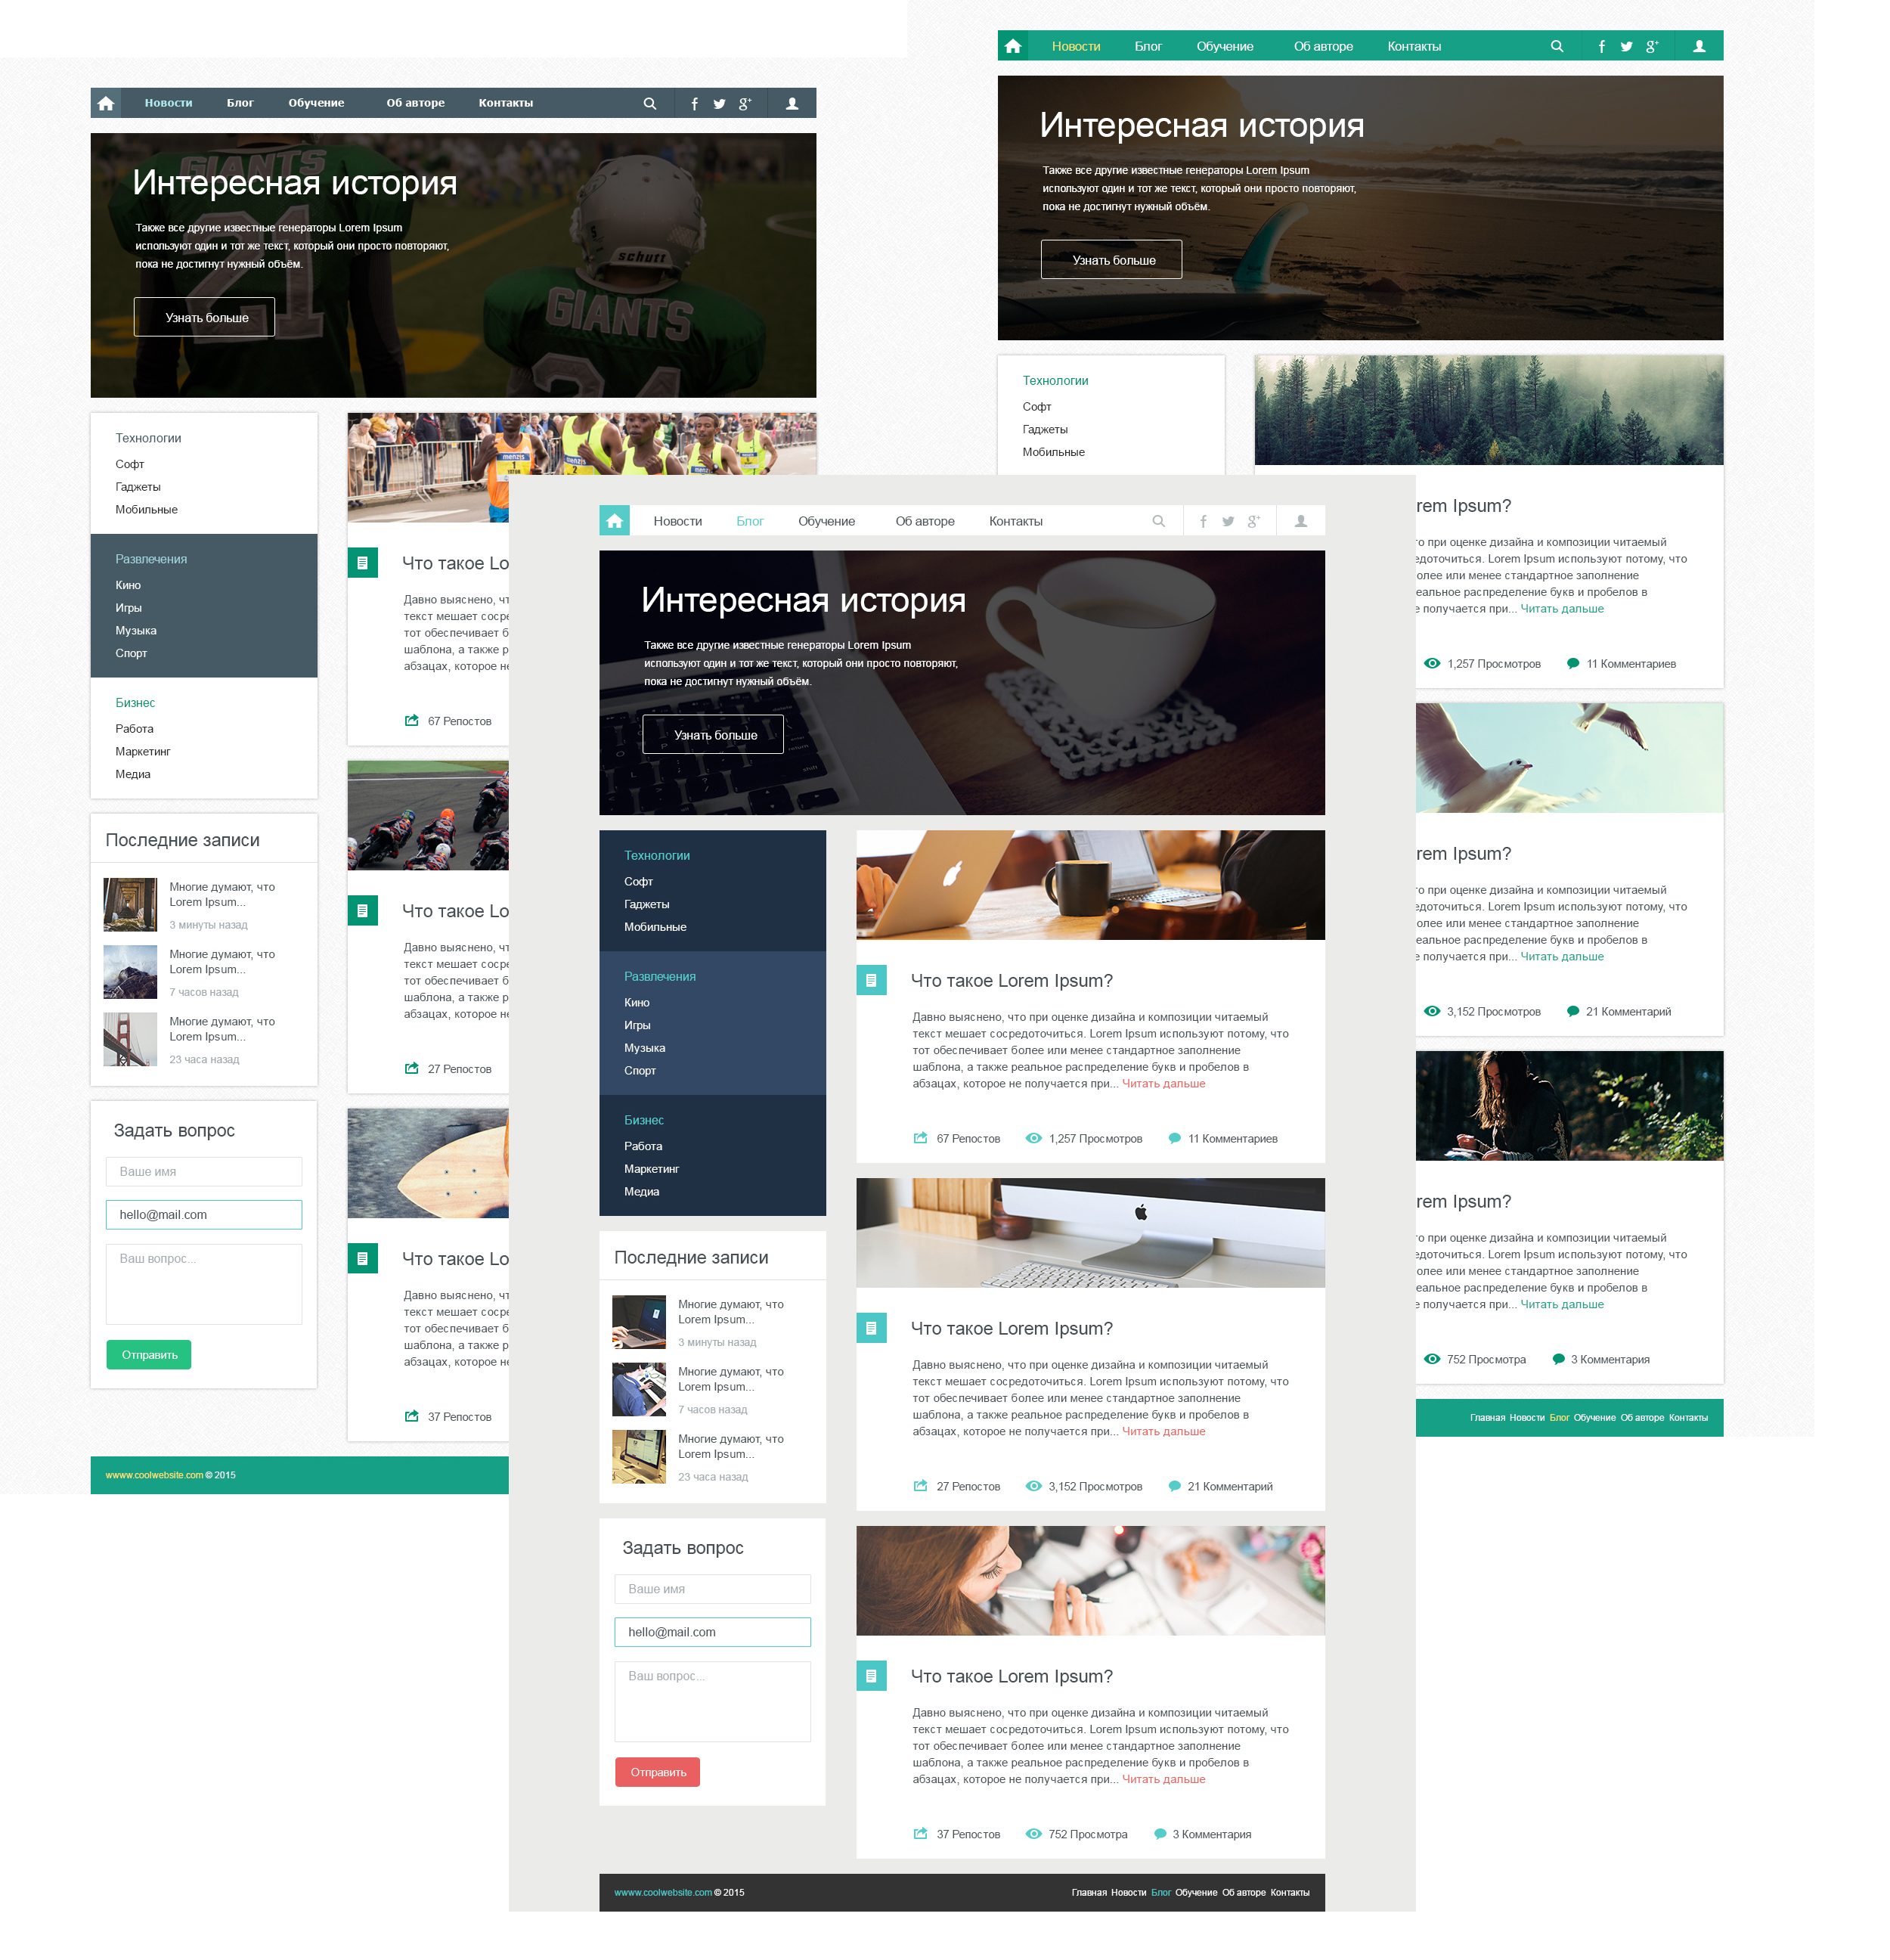 Новости Блог Обучение Об авторе Контакты
GIANTS
21
Интересная история
Также все другие известные генераторы Lorem Ipsum
используют один и тот же текст, который они просто повторяют,
пока не достигнут нужный объём.
Узнать больше
schutt
GIANTS
Технологии
Софт
Гаджеты
Мобильные
Развлечения
Кино
Игры
Музыка
Спорт
Бизнес
Работа
Маркетинг
Медиа
Последние записи
Многие думают, что
Lorem Ipsum...
3 минуты назад
Многие думают, что
Lorem Ipsum...
7 часов назад
Многие думают, что
Lorem Ipsum...
23 часа назад
Задать вопрос
Ваше имя
hello@mail.com
Ваш вопрос...
Отправить
menzis
1
menzis
2
menzis
Что такое Lo
Давно выяснено, чт
текст мешает соср
тот обеспечивает б
шаблона, а также р
абзацах, которое не
67 Репостов
Что такое Lo
Давно выяснено, чт
текст мешает соср
тот обеспечивает б
шаблона, а также р
абзацах, которое не
27 Репостов
Что такое Lo
Давно выяснено, чт
текст мешает соср
тот обеспечивает б
шаблона, а также р
абзацах, которое не
37 Репостов
wwww.coolwebsite.com © 2015
Новости Блог Обучение Об авторе Контакты
Интересная история
Также все другие известные генераторы Lorem Ipsum
используют один и тот же текст, который они просто повторяют,
пока не достигнут нужный объём.
Узнать больше
Технологии
Софт
Гаджеты
Мобильные
rem Ipsum?
о при оценке дизайна и композиции читаемый
едоточиться. Lorem Ipsum используют потому, что
олее или менее стандартное заполнение
еальное распределение букв и пробелов в
е получается при... Читать дальше
1,257 Просмотров 11 Комментариев
rem Ipsum?
о при оценке дизайна и композиции читаемый
едоточиться. Lorem Ipsum используют потому, что
олее или менее стандартное заполнение
еальное распределение букв и пробелов в
е получается при... Читать дальше
3,152 Просмотров 21 Комментарий
rem Ipsum?
о при оценке дизайна и композиции читаемый
едоточиться. Lorem Ipsum используют потому, что
олее или менее стандартное заполнение
еальное распределение букв и пробелов в
е получается при... Читать дальше
752 Просмотра 3 Комментария
Главная Новости Блог Обучение Об авторе Контакты
Новости Блог Обучение Об авторе Контакты
Интересная история
Также все другие известные генераторы Lorem Ipsum
используют один и тот же текст, который они просто повторяют,
пока не достигнут нужный объём.
Узнать больше
Технологии
Софт
Гаджеты
Мобильные
Развлечения
Кино
Игры
Музыка
Спорт
Бизнес
Работа
Маркетинг
Медиа
Последние записи
Многие думают, что
Lorem Ipsum...
3 минуты назад
Многие думают, что
Lorem Ipsum...
7 часов назад
Многие думают, что
Lorem Ipsum...
23 часа назад
Задать вопрос
Ваше имя
hello@mail.com
Ваш вопрос...
Отправить
Что такое Lorem Ipsum?
Давно выяснено, что при оценке дизайна и композиции читаемый
текст мешает сосредоточиться. Lorem Ipsum используют потому, что
тот обеспечивает более или менее стандартное заполнение
шаблона, а также реальное распределение букв и пробелов в
абзацах, которое не получается при... Читать дальше
67 Репостов 1,257 Просмотров 11 Комментариев
Что такое Lorem Ipsum?
Давно выяснено, что при оценке дизайна и композиции читаемый
текст мешает сосредоточиться. Lorem Ipsum используют потому, что
тот обеспечивает более или менее стандартное заполнение
шаблона, а также реальное распределение букв и пробелов в
абзацах, которое не получается при... Читать дальше
27 Репостов 3,152 Просмотров 21 Комментарий
Что такое Lorem Ipsum?
Давно выяснено, что при оценке дизайна и композиции читаемый
текст мешает сосредоточиться. Lorem Ipsum используют потому, что
тот обеспечивает более или менее стандартное заполнение
шаблона, а также реальное распределение букв и пробелов в
абзацах, которое не получается при... Читать дальше
37 Репостов 752 Просмотра 3 Комментария
wwww.coolwebsite.com © 2015
Главная Новости Блог Обучение Об авторе Контакты